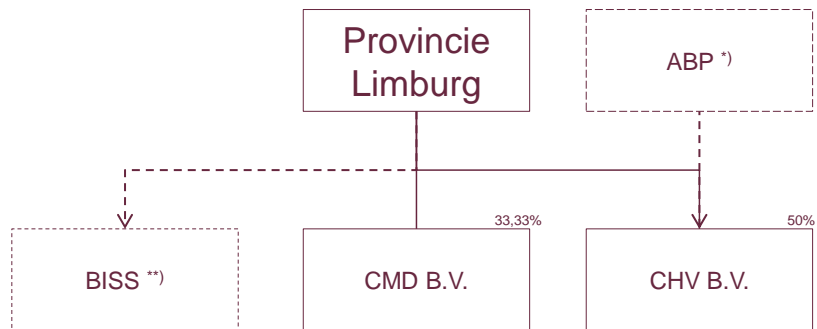 Provincie
Limburg
ABP *)
33,33%
50%
BISS **)
CMD B.V.
CHV B.V.